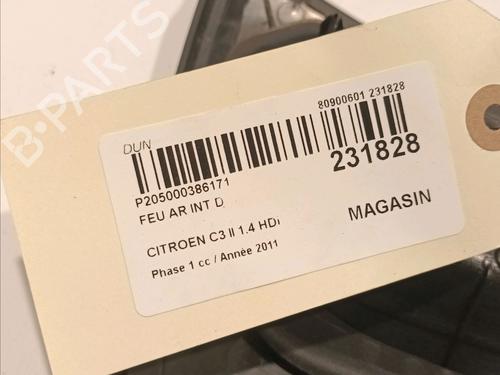 B-PARTS
DUN
80900601 231828
P205000386171
231828
FEU AR INT D
MAGASIN
CITROEN C3 II 1.4 HDi
Phase 1 cc / Année 2011